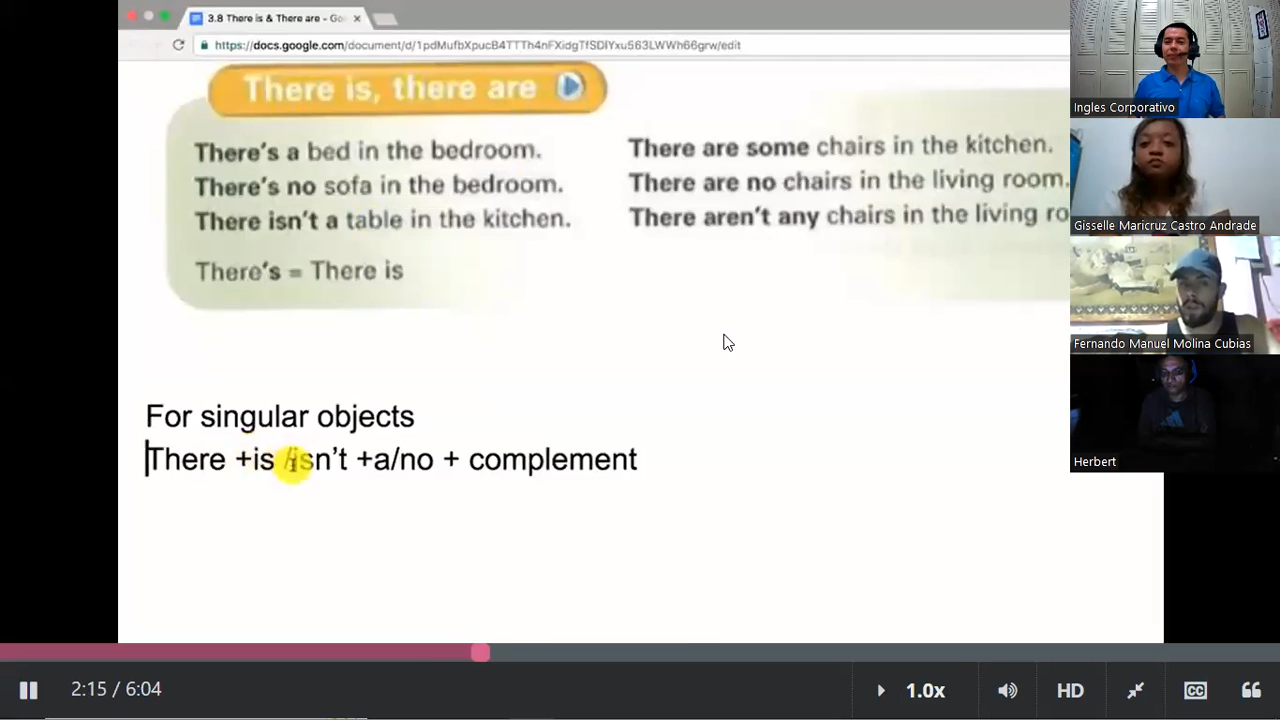 3.8 There is & There are - Go
https://docs.google.com/document/d/1pdMufbXpucB4TTTh4nFXidgTfSDlYxu563LWWh66grw/edit
There is, there are
There's a bed in the bedroom.
There's no sofa in the bedroom.
There isn't a table in the kitchen.
There's = There is
There are some chairs in the kitchen.
There are no chairs in the living room.
There aren't any chairs in the living ro
For singular objects
There +is /isn't +a/no + complement
Ingles Corporativo
Gisselle Maricruz Castro Andrade
Fernando Manuel Molina Cubias
Herbert
2:15 / 6:04
1.0x
HD
CC